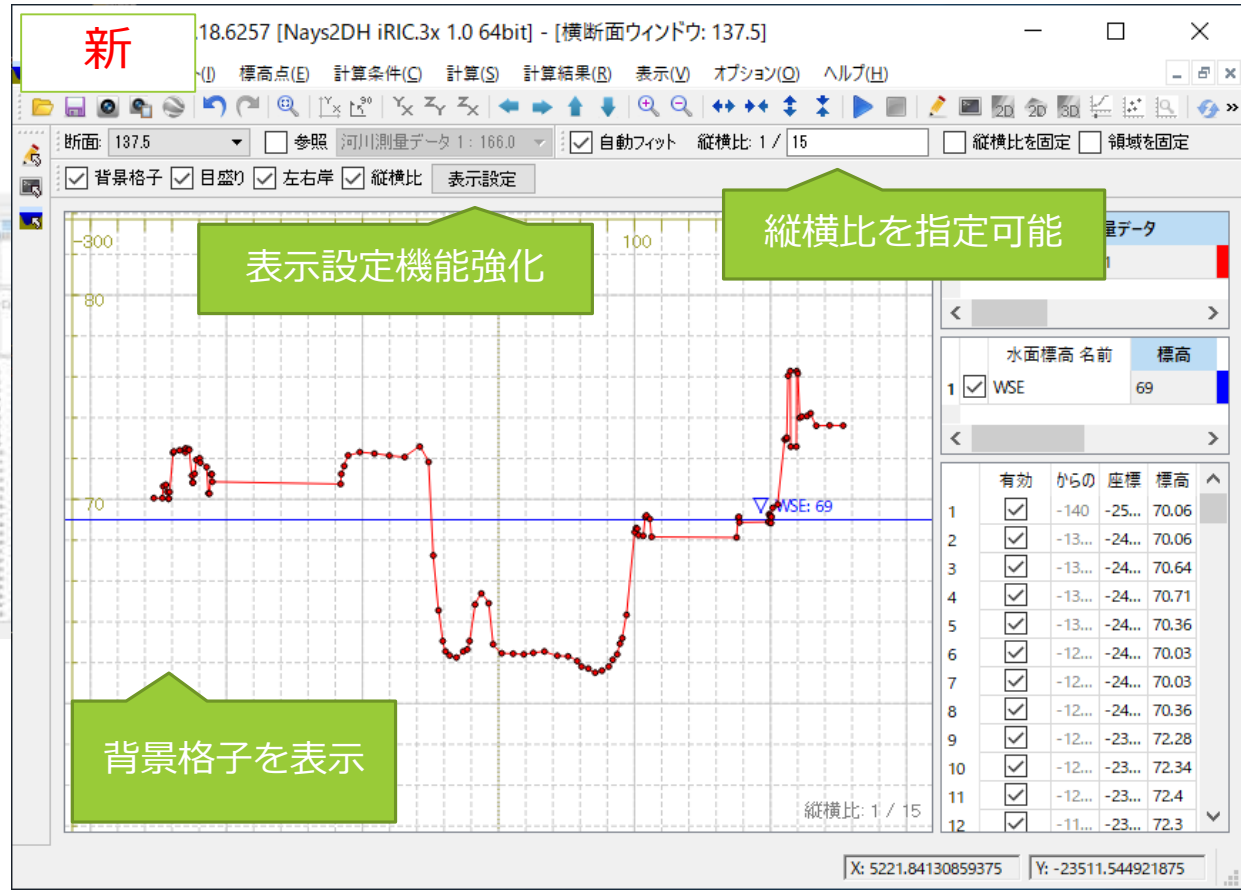 新
.18.6257 [Nays2DH iRIC.3x 1.0 64bit] - [横断面ウィンドウ: 137.5]
(I) 標高点(E) 計算条件(C) 計算(S) 計算結果(R) 表示(V) オプション(O) ヘルプ(H)
断面: 137.5 参照 河川測量データ 1 : 166.0 自動フィット 縦横比: 1 / 15 縦横比を固定 領域を固定
背景格子 目盛り 左右岸 縦横比 表示設定
縦横比を指定可能
表示設定機能強化
-300 100
80
70
WSE: 69
背景格子を表示
縦横比: 1 / 15
量データ
1
水面標高 名前 標高
1 WSE 69
有効 からの 座標 標高
1 -140 -25... 70.06
2 -13... -24... 70.06
3 -13... -24... 70.64
4 -13... -24... 70.71
5 -13... -24... 70.36
6 -12... -24... 70.03
7 -12... -24... 70.03
8 -12... -24... 70.36
9 -12... -23... 72.28
10 -12... -23... 72.34
11 -12... -23... 72.4
12 -11... -23... 72.3
X: 5221.84130859375 Y: -23511.544921875